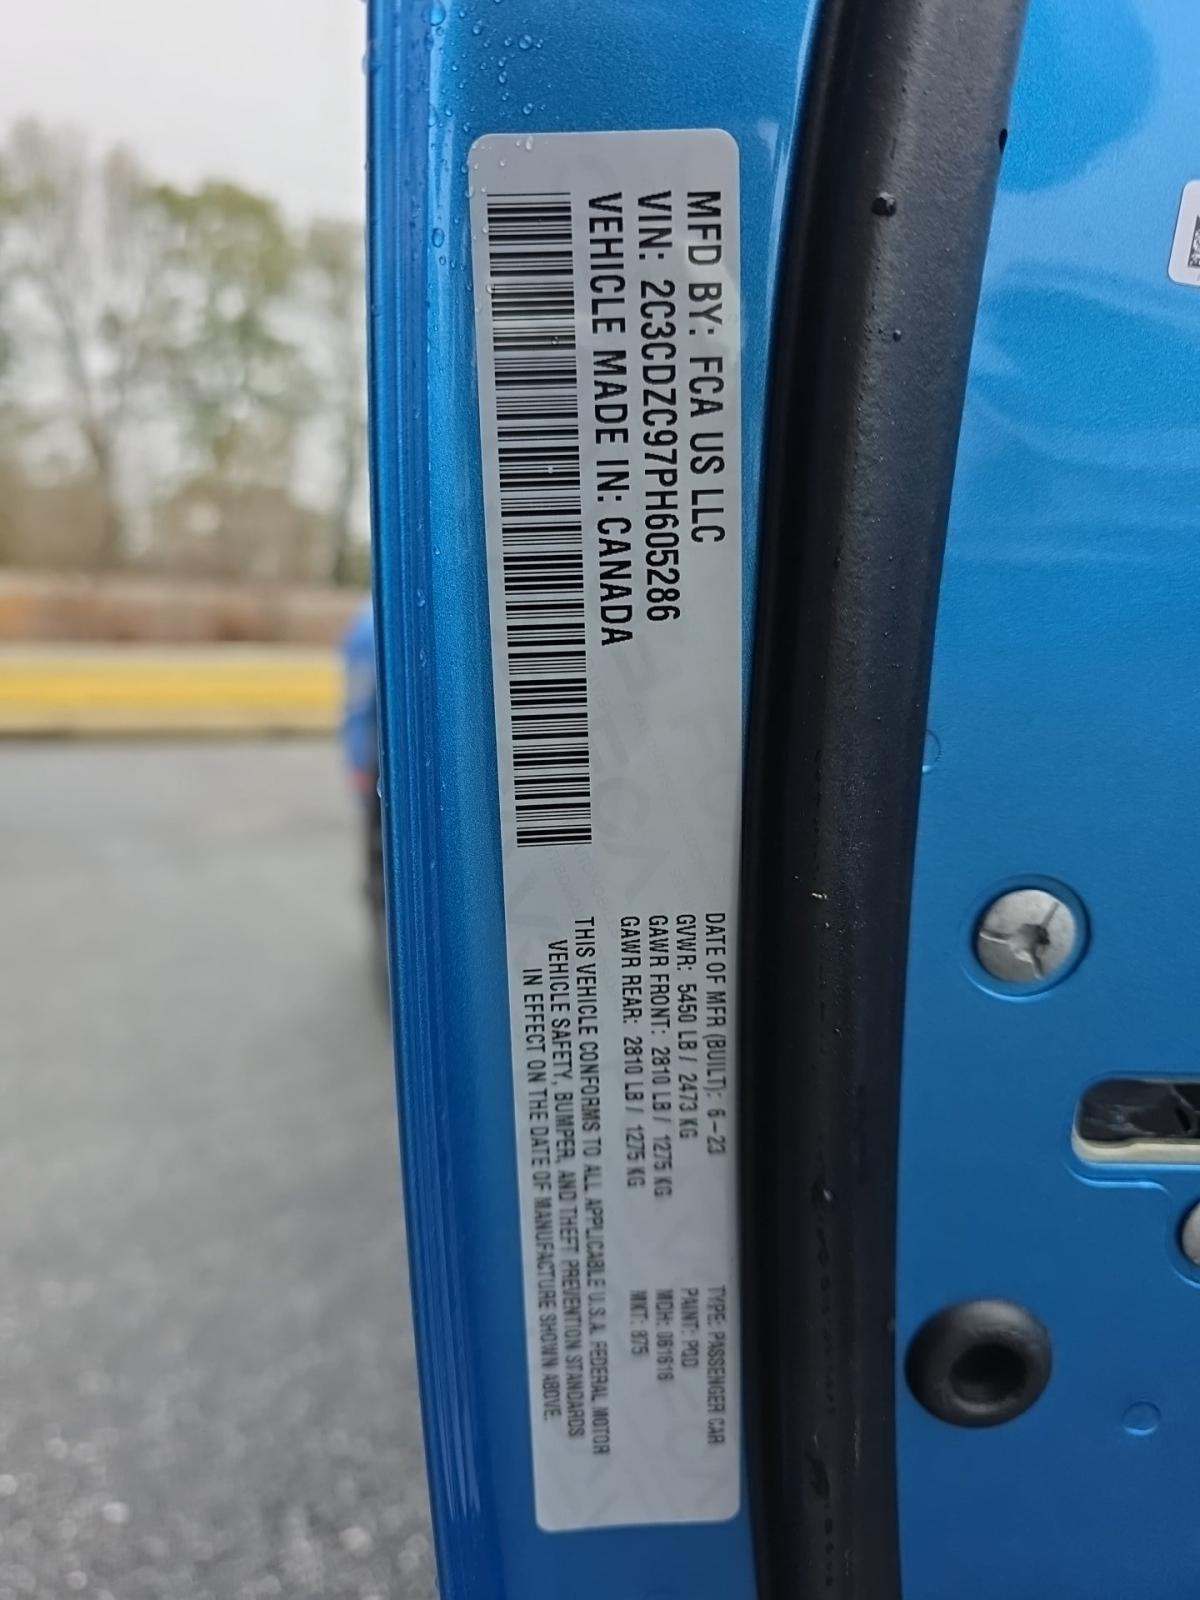 MFD BY: FCA US LLC
VIN: 2C3CDZC97PH605286
VEHICLE MADE IN: CANADA
DATE OF MFR (BUILT): 6-23
GVWR: 5450 LB / 2473 KG
GAWR FRONT: 2810 LB / 1275 KG
GAWR REAR: 2810 LB / 1275 KG
TYPE: PASSENGER CAR
PAINT: PQD
MDH: 061616
MKT: 875
THIS VEHICLE CONFORMS TO ALL APPLICABLE U.S.A. FEDERAL MOTOR
VEHICLE SAFETY, BUMPER, AND THEFT PREVENTION STANDARDS
IN EFFECT ON THE DATE OF MANUFACTURE SHOWN ABOVE.